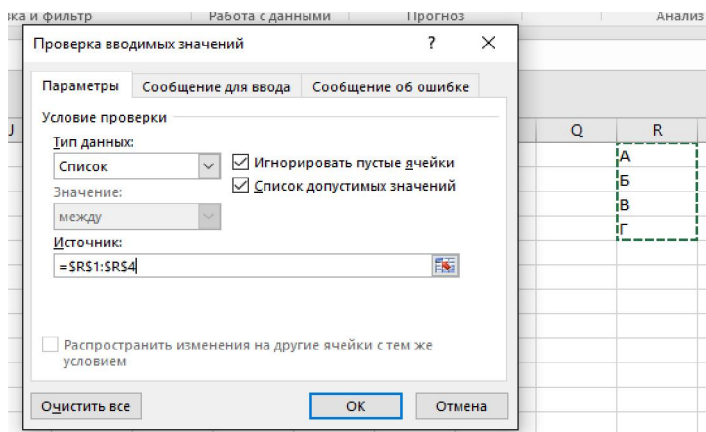 ка и фильтр Работа с данными Прогноз Анализ
Проверка вводимых значений ? ×
Параметры Сообщение для ввода Сообщение об ошибке
Условие проверки
Тип данных:
Список Игнорировать пустые ячейки
Значение: Список допустимых значений
между
Источник:
=$R$1:$R$4
Распространить изменения на другие ячейки с тем же
условием
Очистить все ОК Отмена
U Q R
А
Б
В
Г